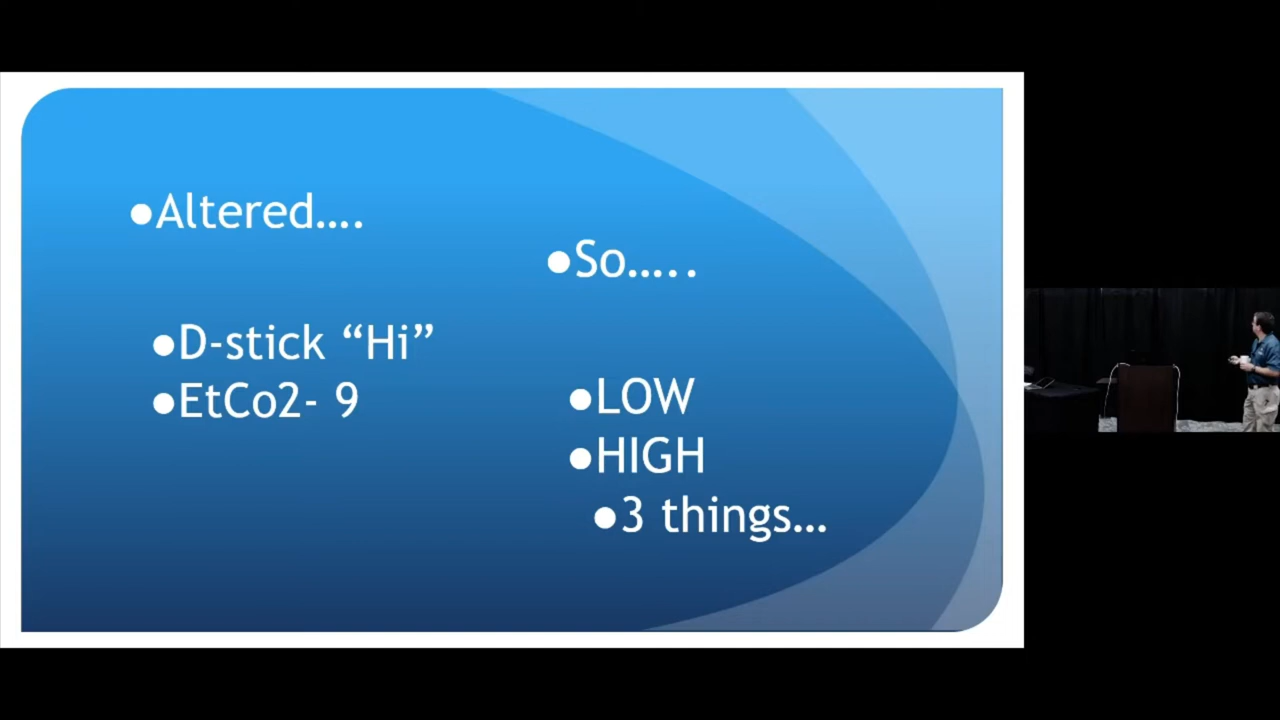 ●Altered….
●D-stick “Hi”
●EtCo2- 9
●So…..
●LOW
●HIGH
●3 things…